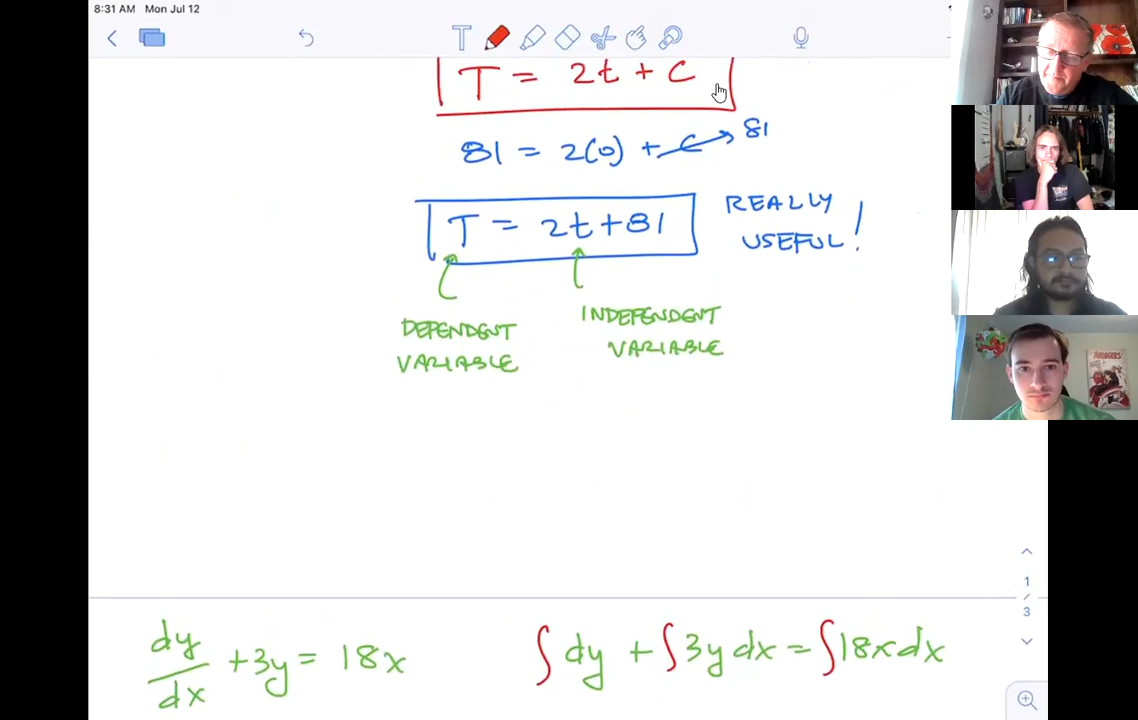 8:31 AM Mon Jul 12
T = 2t + C
81 = 2(0) + C → 81
T = 2t + 81
REALLY
USEFUL!
DEPENDENT
VARIABLE
INDEPENDENT
VARIABLE
1
/
3
dy/dx + 3y = 18x
∫dy + ∫3y dx = ∫18x dx